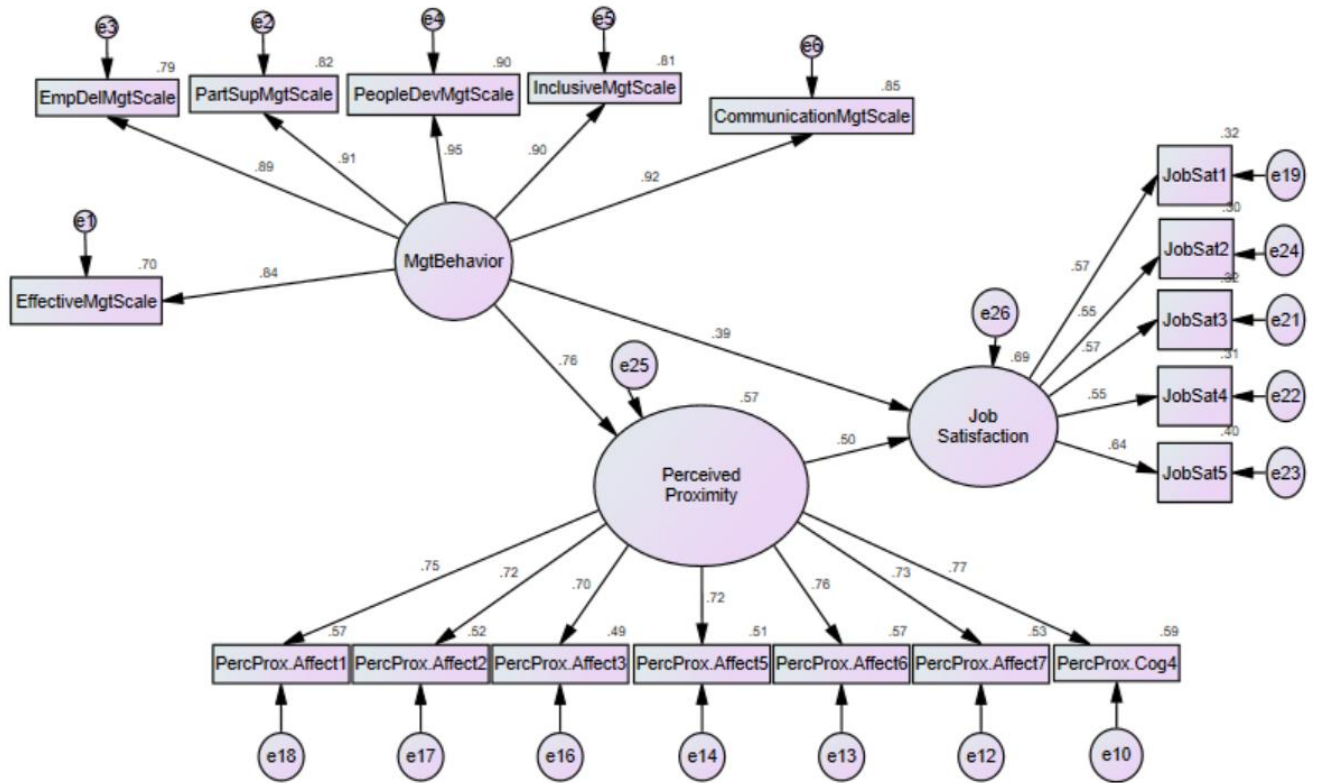 e3
e2
e4
e5
e6
.79
.82
.90
.81
.85
EmpDelMgtScale
PartSupMgtScale
PeopleDevMgtScale
InclusiveMgtScale
CommunicationMgtScale
.89
.91
.95
.90
.92
e1
.70
EffectiveMgtScale
.84
MgtBehavior
.76
.39
e25
.57
Perceived
Proximity
.50
e26
.69
Job
Satisfaction
.57
.55
.57
.55
.64
.32
JobSat1
e19
.30
JobSat2
e24
.32
JobSat3
e21
.31
JobSat4
e22
.40
JobSat5
e23
.75
.72
.70
.72
.76
.73
.77
.57
.52
.49
.51
.57
.53
.59
PercProx.Affect1
PercProx.Affect2
PercProx.Affect3
PercProx.Affect5
PercProx.Affect6
PercProx.Affect7
PercProx.Cog4
e18
e17
e16
e14
e13
e12
e10